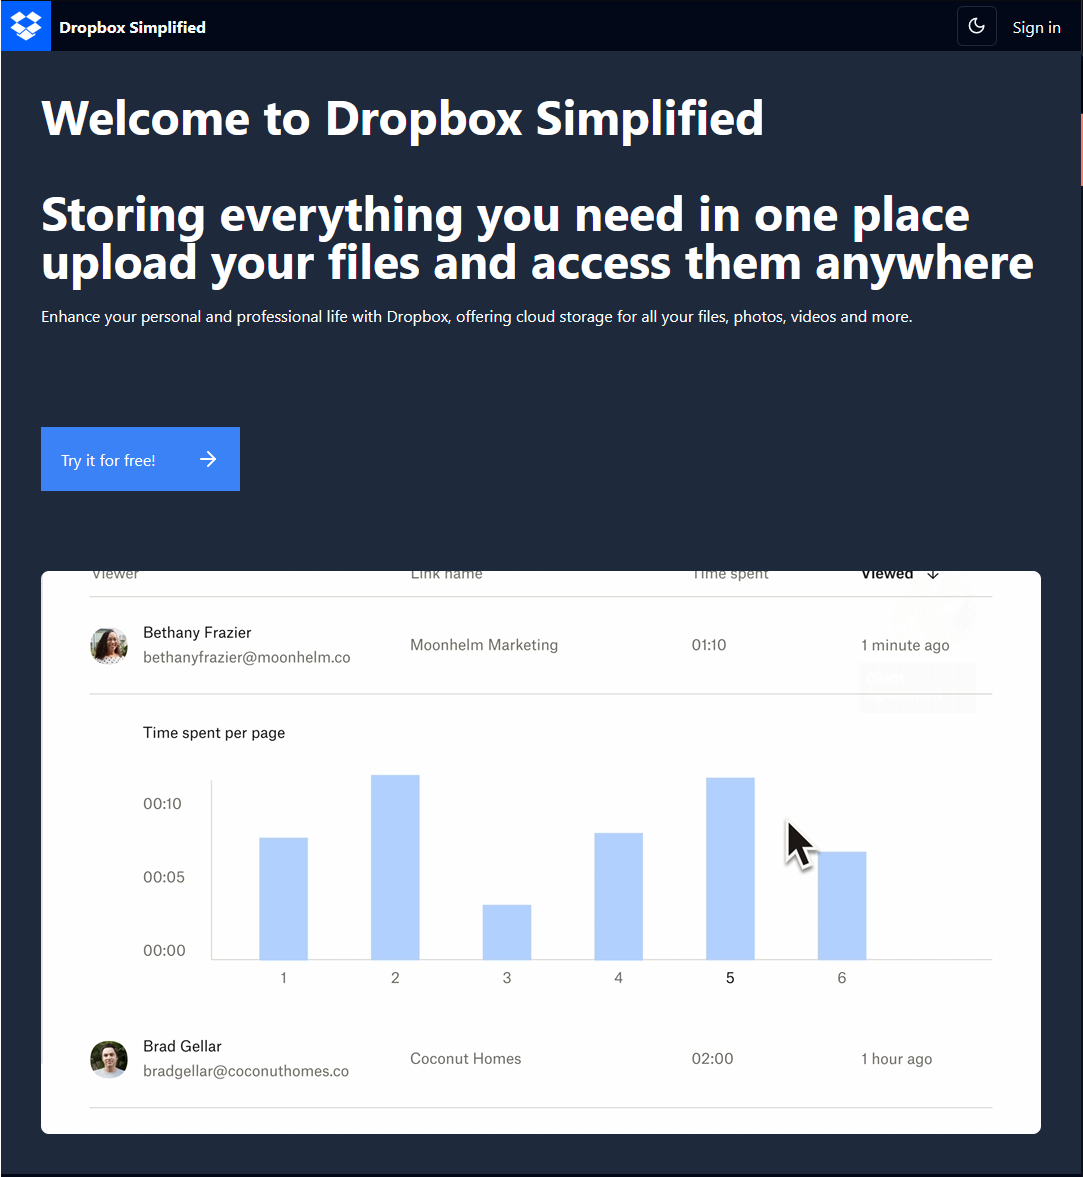 Dropbox Simplified
Sign in
Welcome to Dropbox Simplified
Storing everything you need in one place
upload your files and access them anywhere
Enhance your personal and professional life with Dropbox, offering cloud storage for all your files, photos, videos and more.
Try it for free!
Viewer Link name Time spent Viewed
Bethany Frazier
bethanyfrazier@moonhelm.co
Moonhelm Marketing 01:10 1 minute ago
Time spent per page
00:10
00:05
00:00
1 2 3 4 5 6
Brad Gellar
bradgellar@coconuthomes.co
Coconut Homes 02:00 1 hour ago